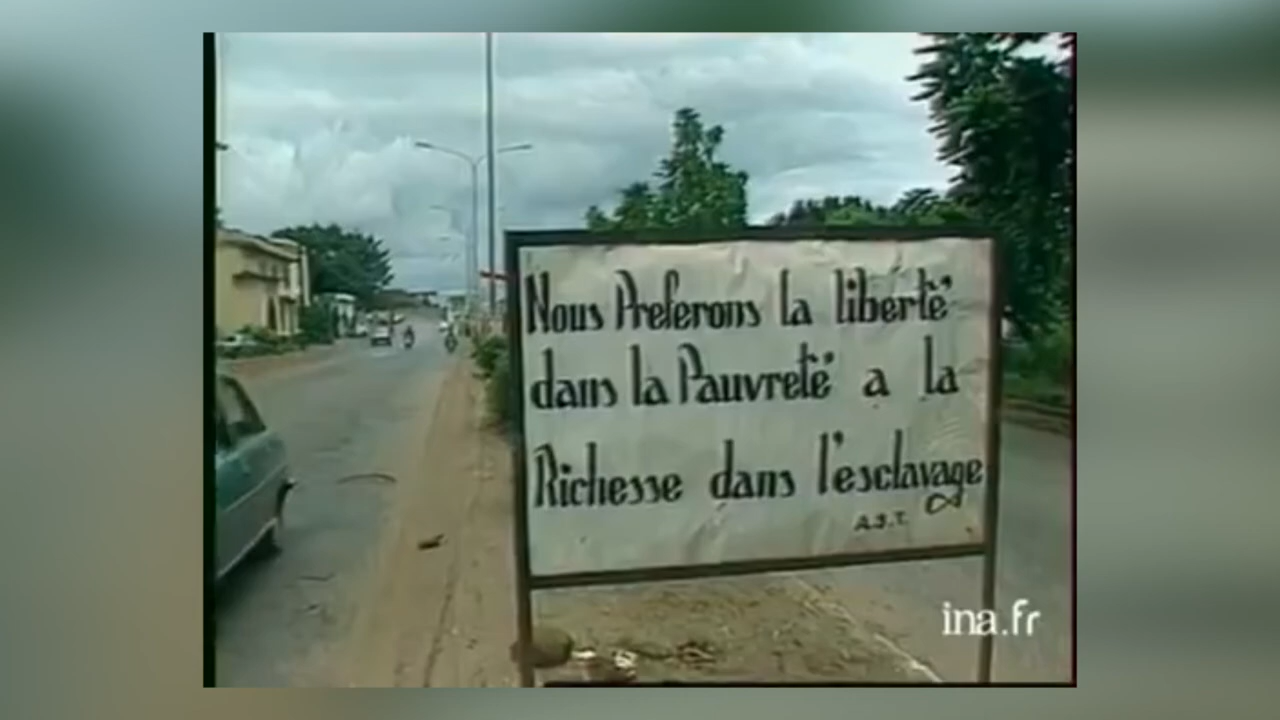 Nous Preferons la liberté
dans la Pauvreté a la
Richesse dans l'esclavage
A.S.T.
ina.fr